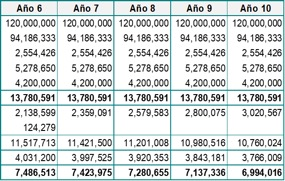 Año 6 Año 7 Año 8 Año 9 Año 10
120,000,000 120,000,000 120,000,000 120,000,000 120,000,000
94,186,333 94,186,333 94,186,333 94,186,333 94,186,333
2,554,426 2,554,426 2,554,426 2,554,426 2,554,426
5,278,650 5,278,650 5,278,650 5,278,650 5,278,650
4,200,000 4,200,000 4,200,000 4,200,000 4,200,000
13,780,591 13,780,591 13,780,591 13,780,591 13,780,591
2,138,599 2,359,091 2,579,583 2,800,075 3,020,567
124,279
11,517,713 11,421,500 11,201,008 10,980,516 10,760,024
4,031,200 3,997,525 3,920,353 3,843,181 3,766,009
7,486,513 7,423,975 7,280,655 7,137,336 6,994,016